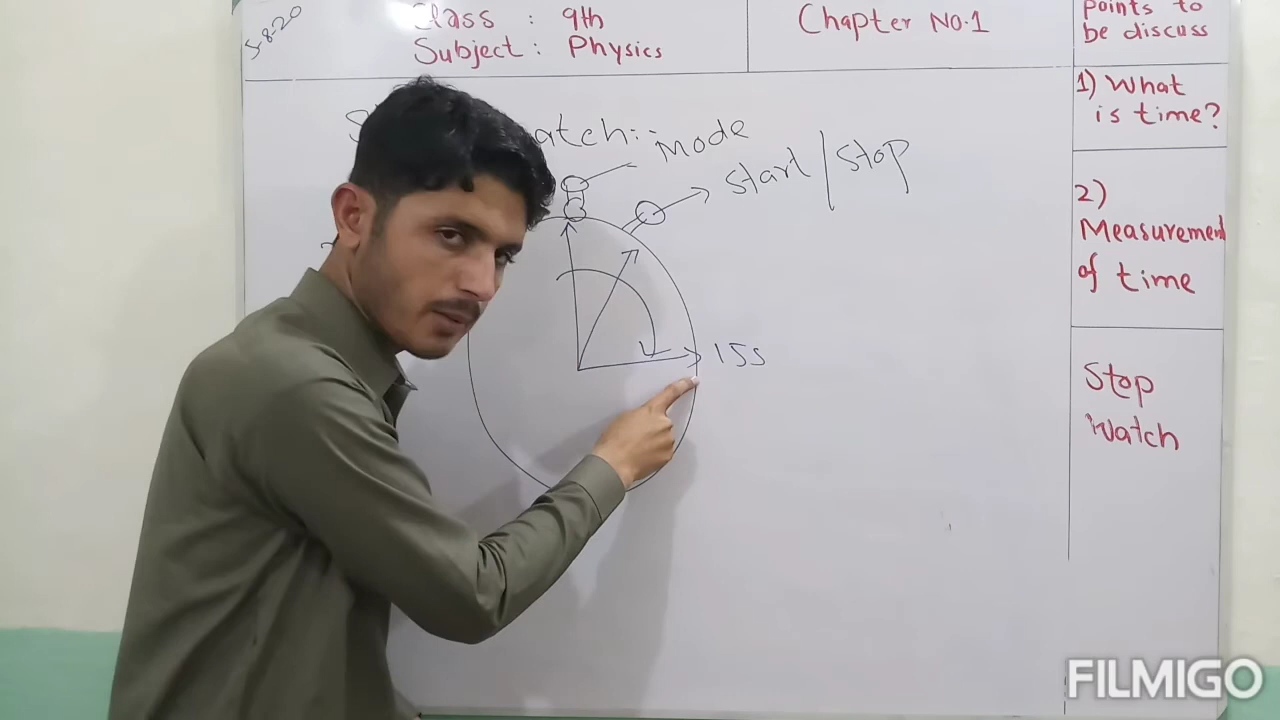 5-8-20
Class : 9th
Subject : Physics
Chapter No.1
points to
be discuss
1) What
is time?
2)
Measurement
of time
Stop
Watch
atch:
Mode
Start/Stop
15s
FILMIGO